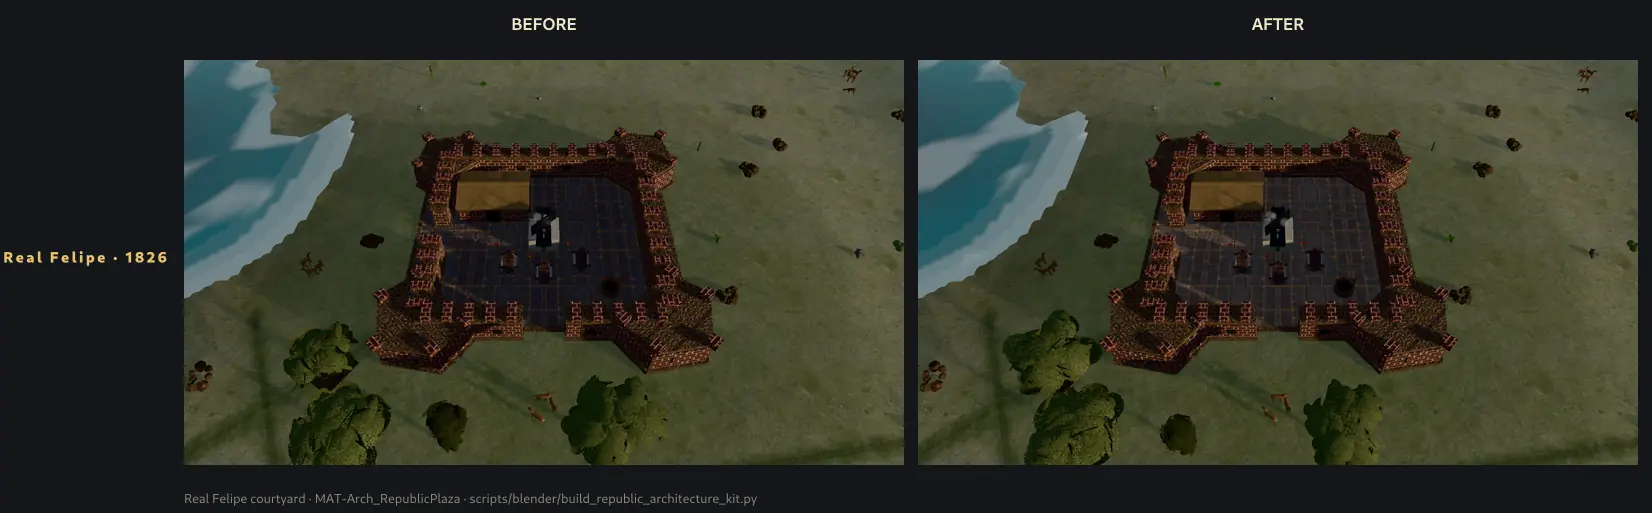 BEFORE
AFTER
Real Felipe · 1826
Real Felipe courtyard · MAT-Arch_RepublicPlaza · scripts/blender/build_republic_architecture_kit.py